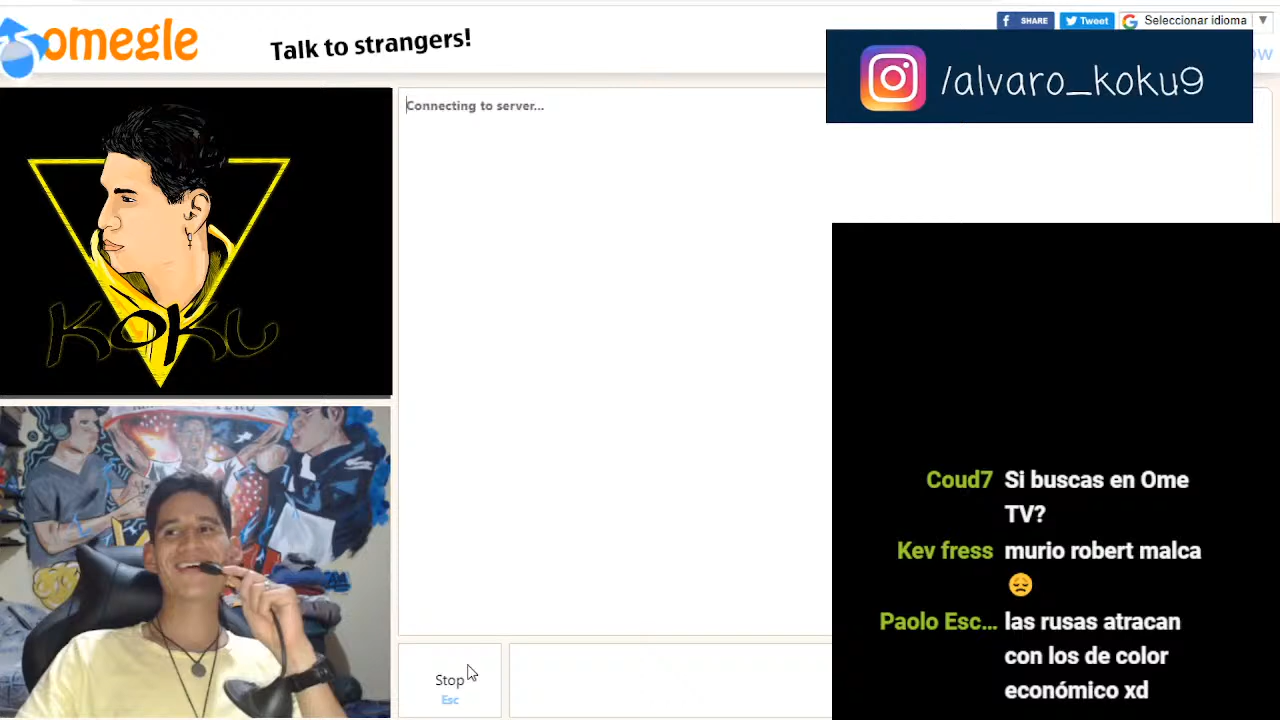 omegle
Talk to strangers!
SHARE
Tweet
Seleccionar idioma
/alvaro_koku9
Connecting to server...
KOKU
Coud7 Si buscas en Ome
TV?
Kev fress murio robert malca
😔
Paolo Esc... las rusas atracan
con los de color
económico xd
Stop
Esc